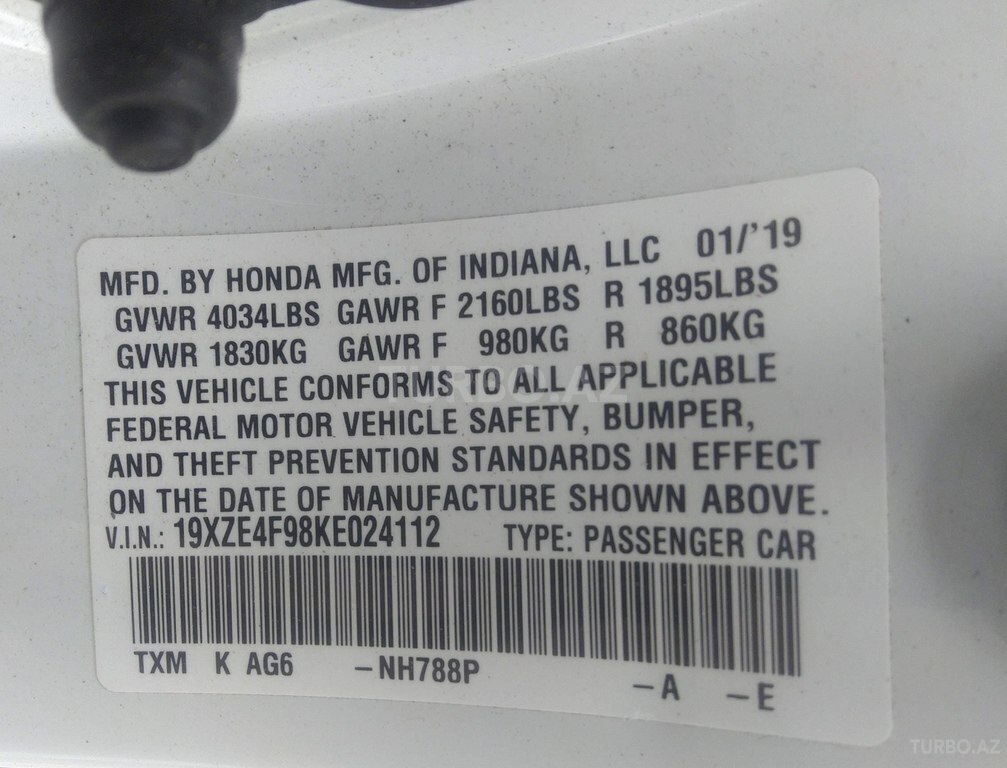 MFD. BY HONDA MFG. OF INDIANA, LLC 01/'19
GVWR 4034LBS GAWR F 2160LBS R 1895LBS
GVWR 1830KG GAWR F 980KG R 860KG
THIS VEHICLE CONFORMS TO ALL APPLICABLE
FEDERAL MOTOR VEHICLE SAFETY, BUMPER,
AND THEFT PREVENTION STANDARDS IN EFFECT
ON THE DATE OF MANUFACTURE SHOWN ABOVE.
V.I.N.: 19XZE4F98KE024112 TYPE: PASSENGER CAR
TXM K AG6 -NH788P -A -E
TURBO.AZ
TURBO.AZ